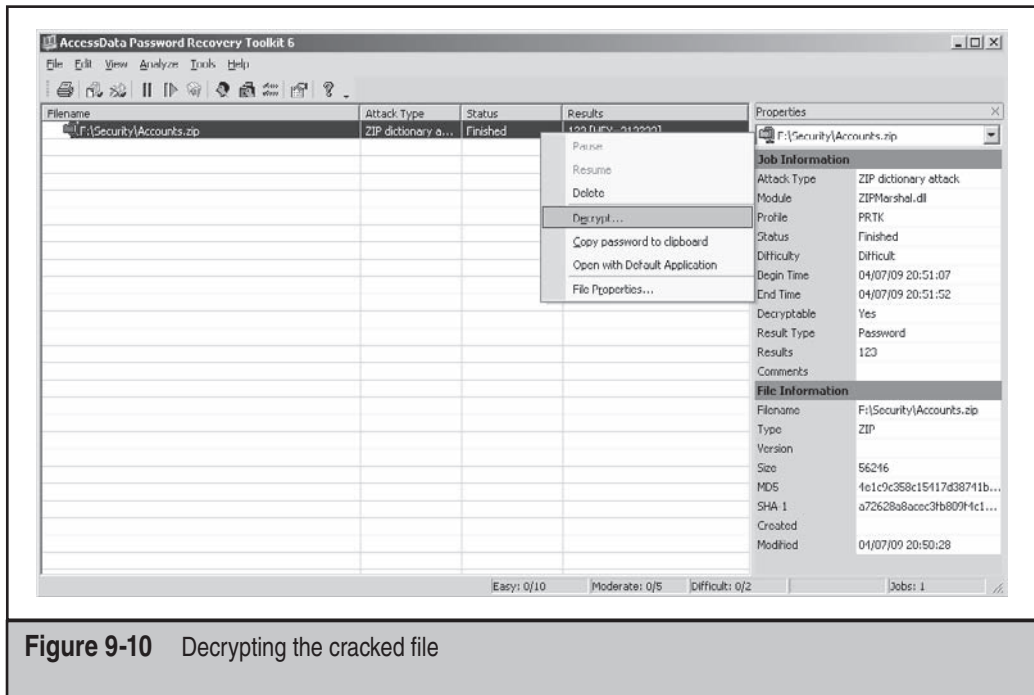 AccessData Password Recovery Toolkit 6
File Edit View Analyze Tools Help
Filename Attack Type Status Results
F:\Security\Accounts.zip ZIP dictionary a... Finished
Pause
Resume
Delete
Decrypt...
Copy password to clipboard
Open with Default Application
File Properties...
Properties
F:\Security\Accounts.zip
Job Information
Attack Type ZIP dictionary attack
Module ZIPMarshal.dll
Profile PRTK
Status Finished
Difficulty Difficult
Begin Time 04/07/09 20:51:07
End Time 04/07/09 20:51:52
Decryptable Yes
Result Type Password
Results 123
Comments
File Information
Filename F:\Security\Accounts.zip
Type ZIP
Version
Size 56246
MD5 4e1c9c358c15417d38741b...
SHA-1
Created
Modified 04/07/09 20:50:28
Easy: 0/10 Moderate: 0/5 Difficult: 0/2 Jobs: 1
Figure 9-10 Decrypting the cracked file